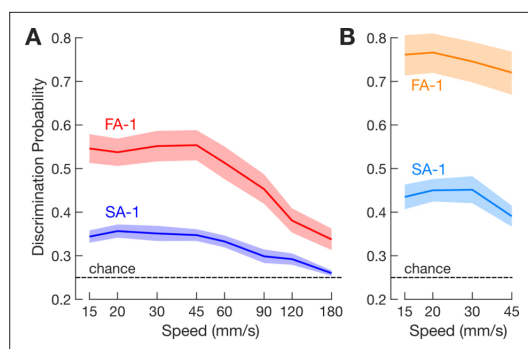 A
B
Discrimination Probability
0.8
0.7
0.6
0.5
0.4
0.3
0.2
FA-1
SA-1
chance
15 20 30 45 60 90 120 180
Speed (mm/s)
0.8
0.7
0.6
0.5
0.4
0.3
0.2
FA-1
SA-1
chance
15 20 30 45
Speed (mm/s)